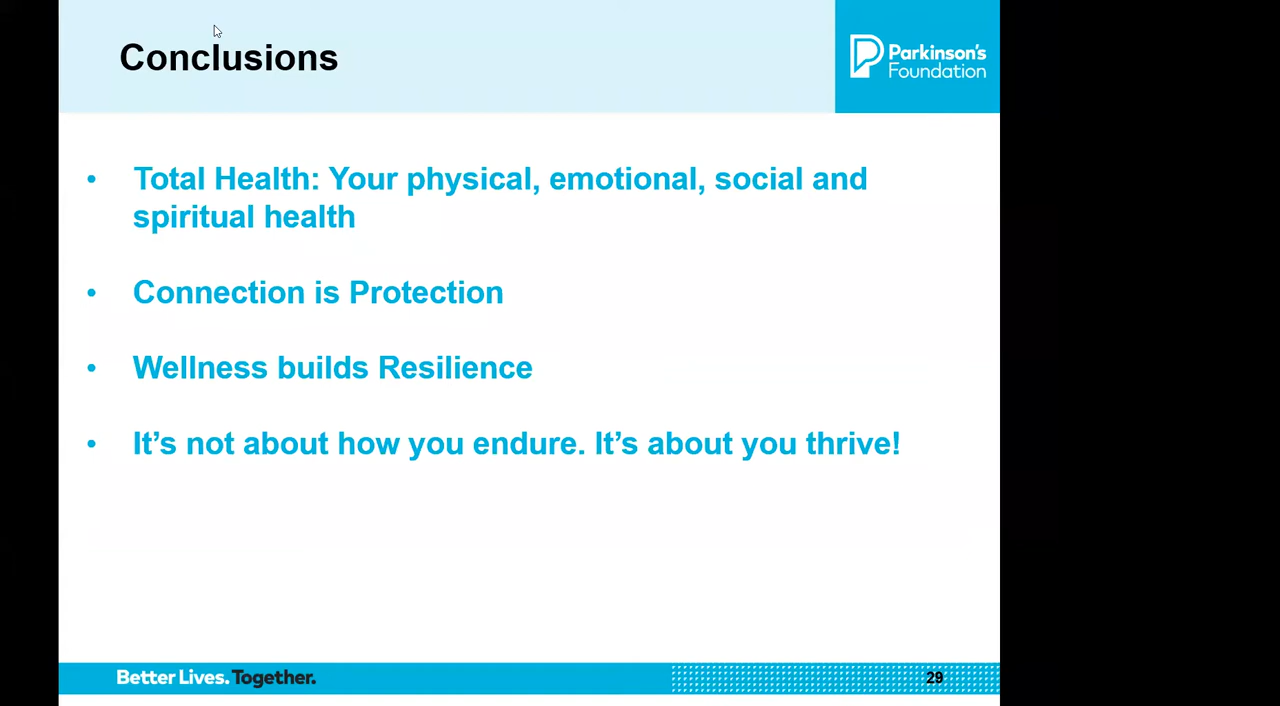 Conclusions
Parkinson's
Foundation
• Total Health: Your physical, emotional, social and
spiritual health
• Connection is Protection
• Wellness builds Resilience
• It’s not about how you endure. It’s about you thrive!
Better Lives. Together.
29